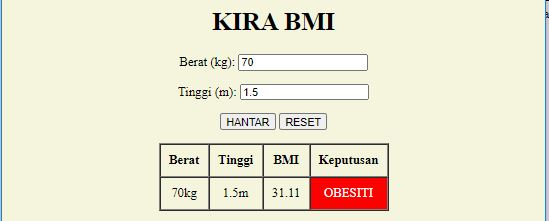 KIRA BMI
Berat (kg): 70
Tinggi (m): 1.5
HANTAR RESET
Berat Tinggi BMI Keputusan
70kg 1.5m 31.11 OBESITI